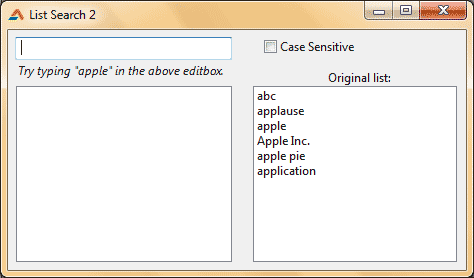 List Search 2
Case Sensitive
Try typing "apple" in the above editbox.
Original list:
abc
applause
apple
Apple Inc.
apple pie
application